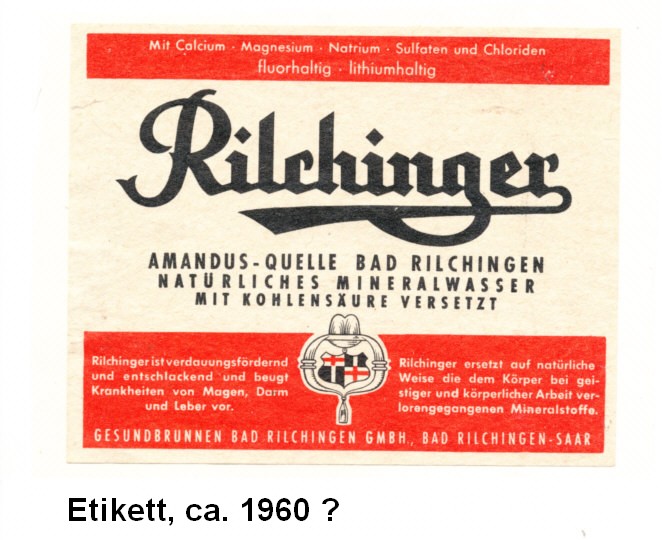 Mit Calcium · Magnesium · Natrium · Sulfaten und Chloriden
fluorhaltig · lithiumhaltig
Rilchinger
AMANDUS-QUELLE BAD RILCHINGEN
NATÜRLICHES MINERALWASSER
MIT KOHLENSÄURE VERSETZT
Rilchinger ist verdauungsfördernd
und entschlackend und beugt
Krankheiten von Magen, Darm
und Leber vor.
Rilchinger ersetzt auf natürliche
Weise die dem Körper bei gei-
stiger und körperlicher Arbeit ver-
lorengegangenen Mineralstoffe.
GESUNDBRUNNEN BAD RILCHINGEN GMBH., BAD RILCHINGEN-SAAR
Etikett, ca. 1960 ?